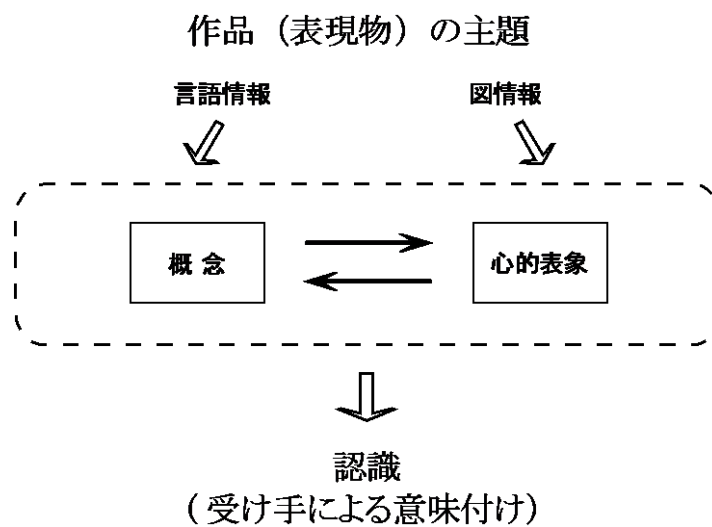 作品（表現物）の主題
言語情報
図情報
概念
心的表象
認識
（受け手による意味付け）